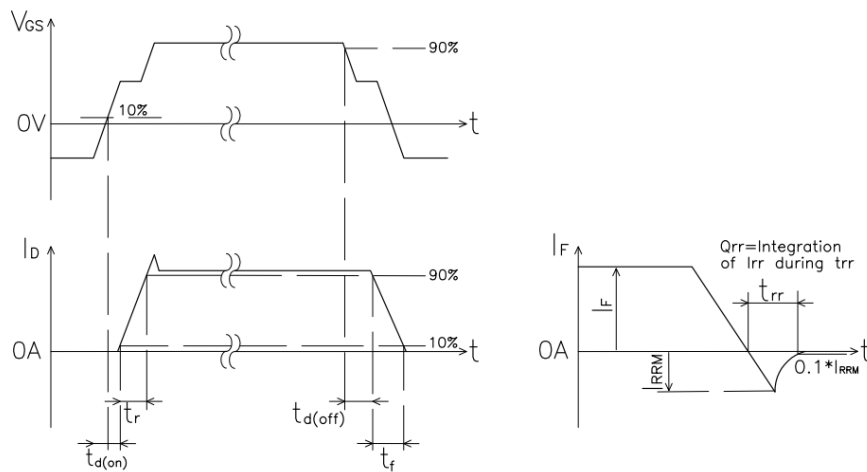 VGS
90%
10%
0V
t
ID
90%
10%
0A
t
tr
td(off)
td(on)
tf
IF
Qrr=Integration
of Irr during trr
trr
IF
0A
t
IRRM
0.1*IRRM